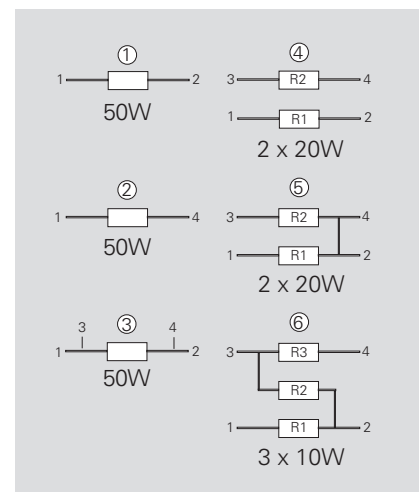 ①
1 2
50W
②
1 4
50W
③
3 4
1 2
50W
④
3 R2 4
1 R1 2
2 x 20W
⑤
3 R2 4
1 R1 2
2 x 20W
⑥
3 R3 4
R2
1 R1 2
3 x 10W